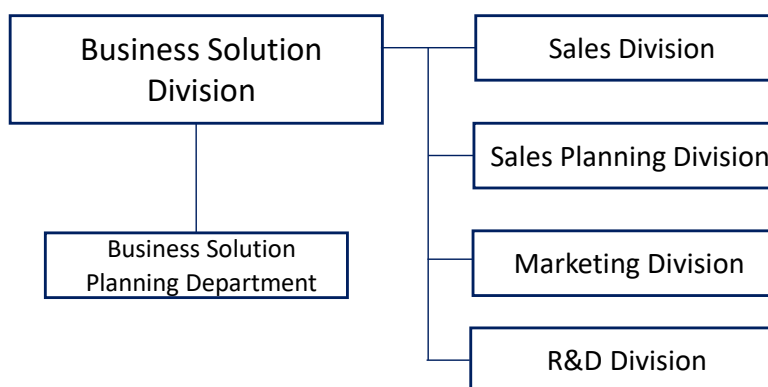 Business Solution
Division
Business Solution
Planning Department
Sales Division
Sales Planning Division
Marketing Division
R&D Division